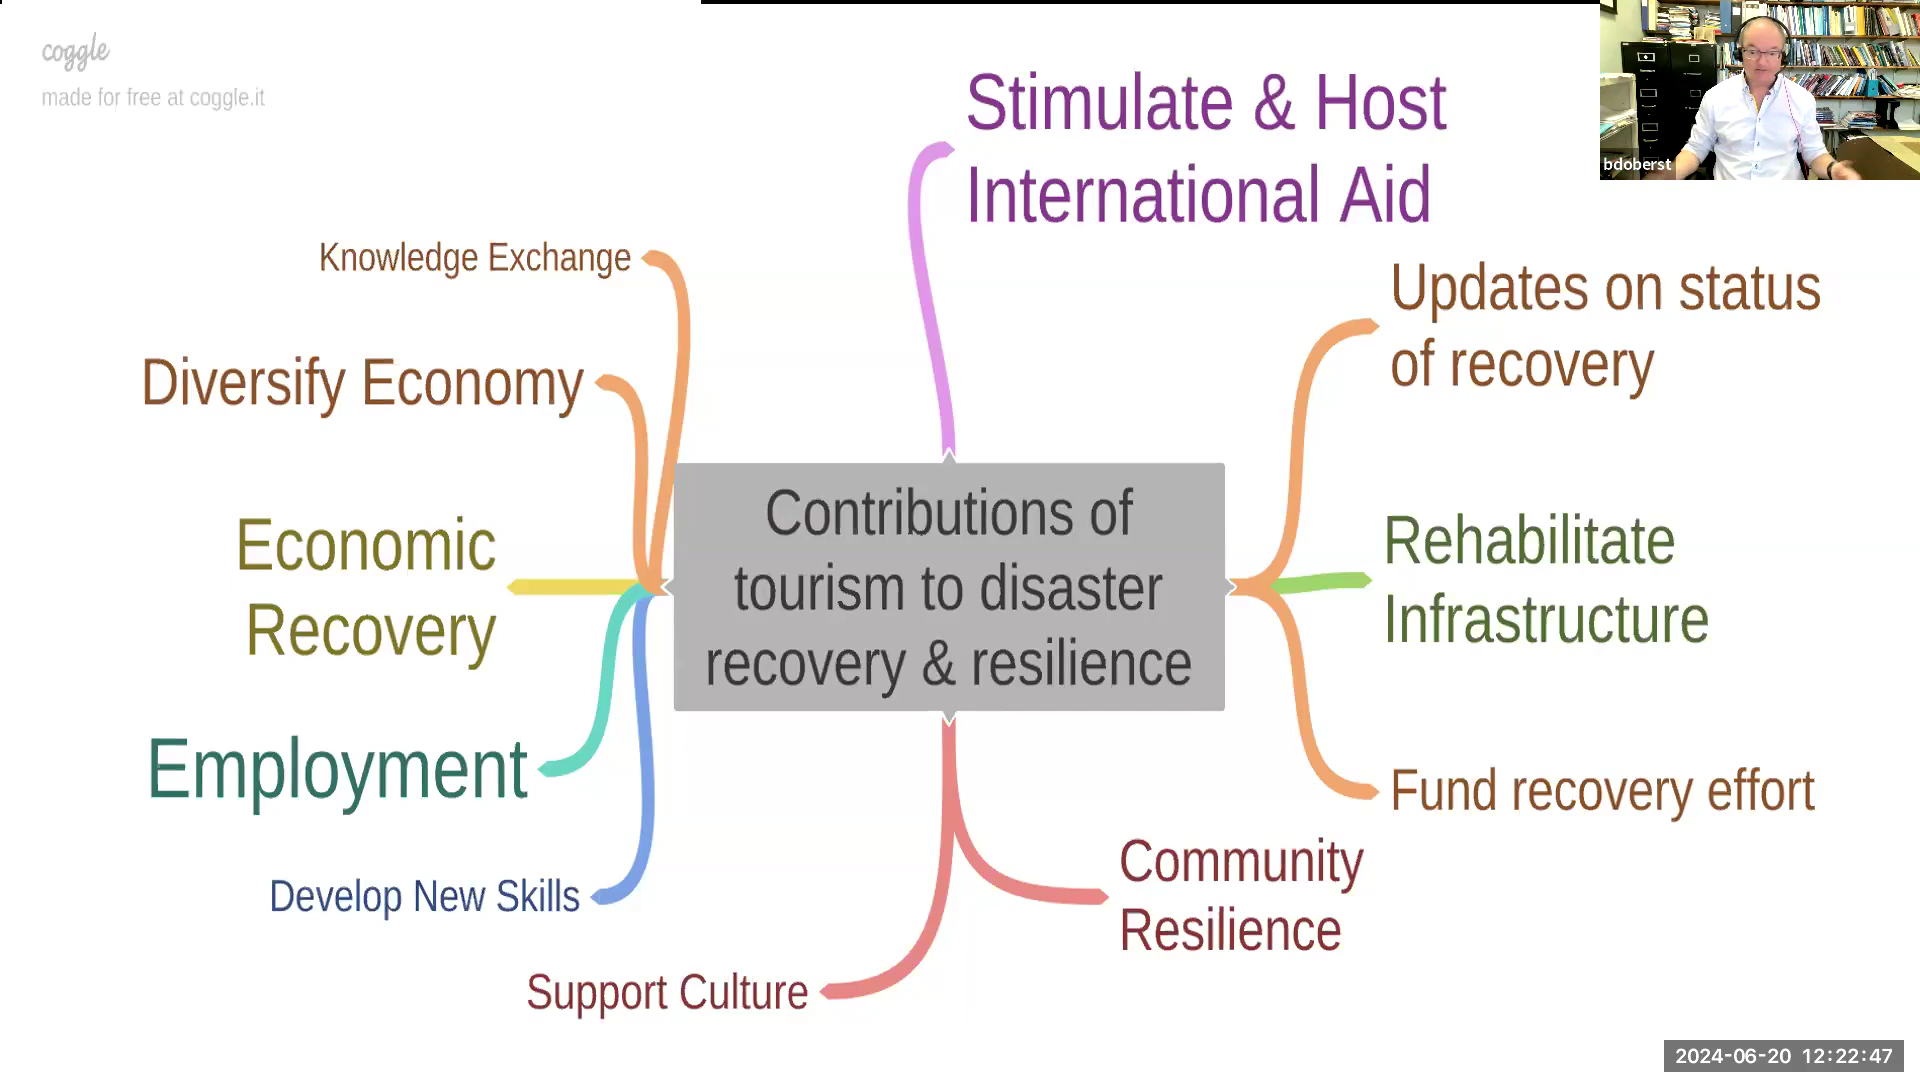 coggle
made for free at coggle.it
Stimulate & Host
International Aid
bdoberst
Knowledge Exchange
Updates on status
of recovery
Diversify Economy
Contributions of
tourism to disaster
recovery & resilience
Economic
Recovery
Rehabilitate
Infrastructure
Employment
Fund recovery effort
Develop New Skills
Community
Resilience
Support Culture
2024-06-20 12:22:47